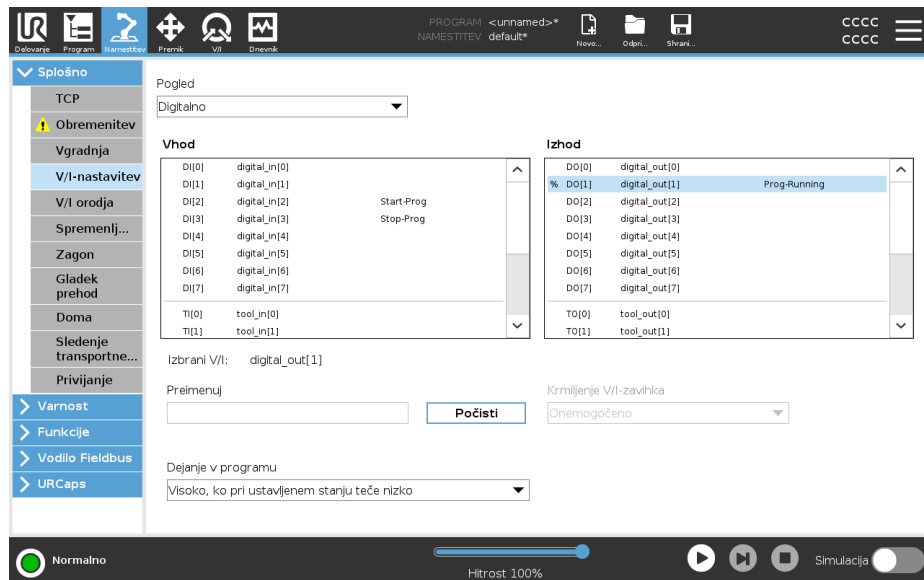 PROGRAM <unnamed>*
NAMESTITEV default*
CCCC
CCCC
Delovanje Program Namestitev Premik V/I Dnevnik Novo... Odpri... Shrani...
Splošno
TCP
Obremenitev
Vgradnja
V/I-nastavitev
V/I orodja
Spremenlj...
Zagon
Gladek
prehod
Doma
Sledenje
transportne...
Privijanje
Varnost
Funkcije
Vodilo Fieldbus
URCaps
Pogled
Digitalno
Vhod
DI[0] digital_in[0]
DI[1] digital_in[1]
DI[2] digital_in[2] Start-Prog
DI[3] digital_in[3] Stop-Prog
DI[4] digital_in[4]
DI[5] digital_in[5]
DI[6] digital_in[6]
DI[7] digital_in[7]
TI[0] tool_in[0]
TI[1] tool_in[1]
Izhod
DO[0] digital_out[0]
% DO[1] digital_out[1] Prog-Running
DO[2] digital_out[2]
DO[3] digital_out[3]
DO[4] digital_out[4]
DO[5] digital_out[5]
DO[6] digital_out[6]
DO[7] digital_out[7]
TO[0] tool_out[0]
TO[1] tool_out[1]
Izbrani V/I: digital_out[1]
Preimenuj
Počisti
Krmiljenje V/I-zavihka
Onemogočeno
Dejanje v programu
Visoko, ko pri ustavljenem stanju teče nizko
Normalno
Hitrost 100%
Simulacija